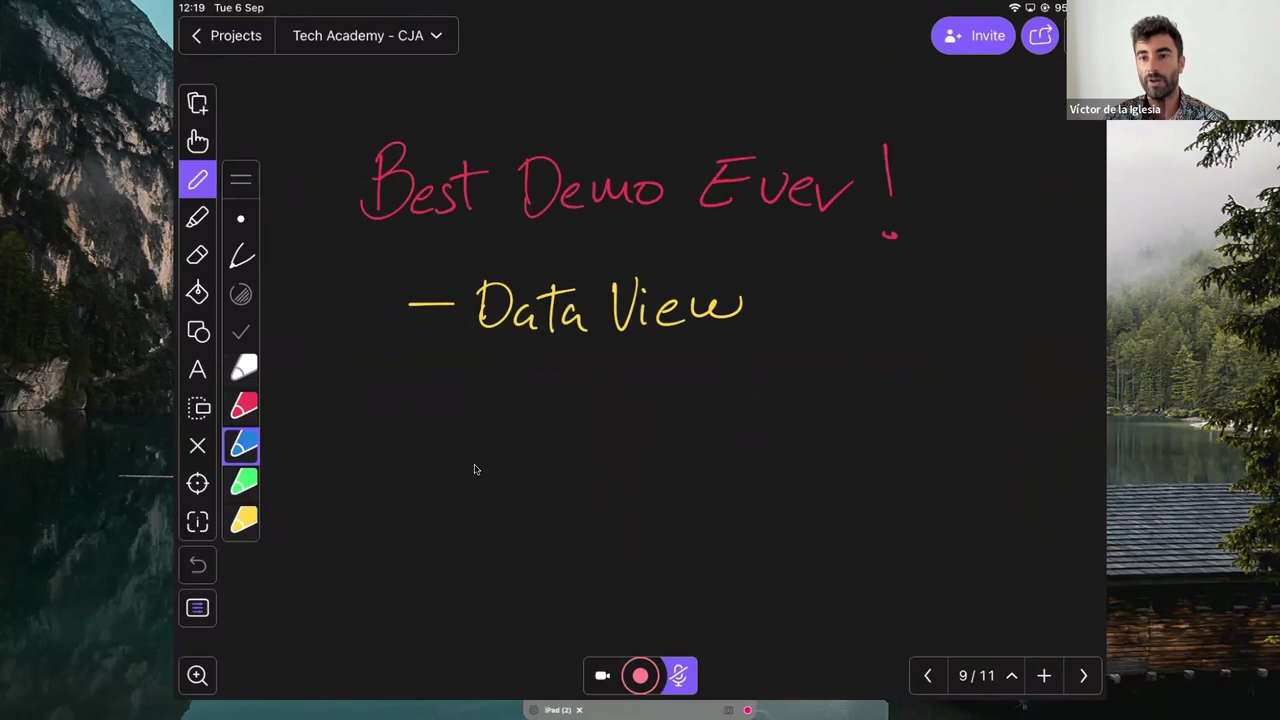 12:19 Tue 6 Sep
95
Projects
Tech Academy - CJA
Invite
Víctor de la Iglesia
Best Demo Ever!
— Data View
A
9/11
iPad (2)